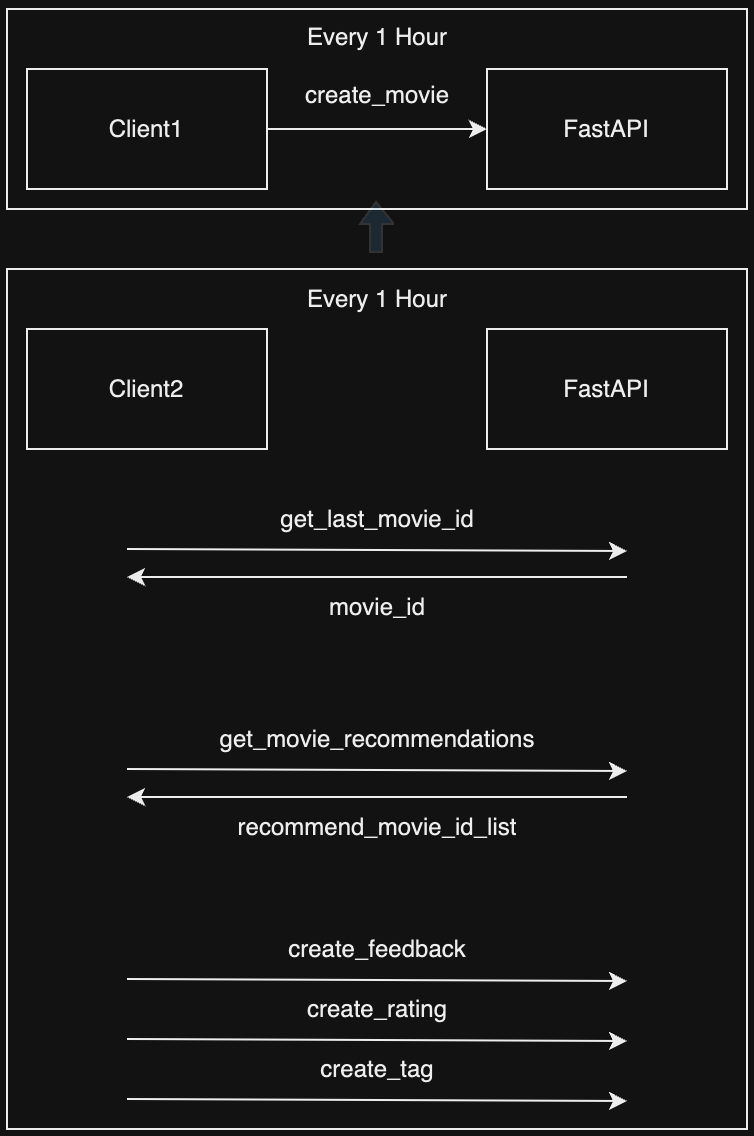 Every 1 Hour
create_movie
Client1
FastAPI
Every 1 Hour
Client2
FastAPI
get_last_movie_id
movie_id
get_movie_recommendations
recommend_movie_id_list
create_feedback
create_rating
create_tag